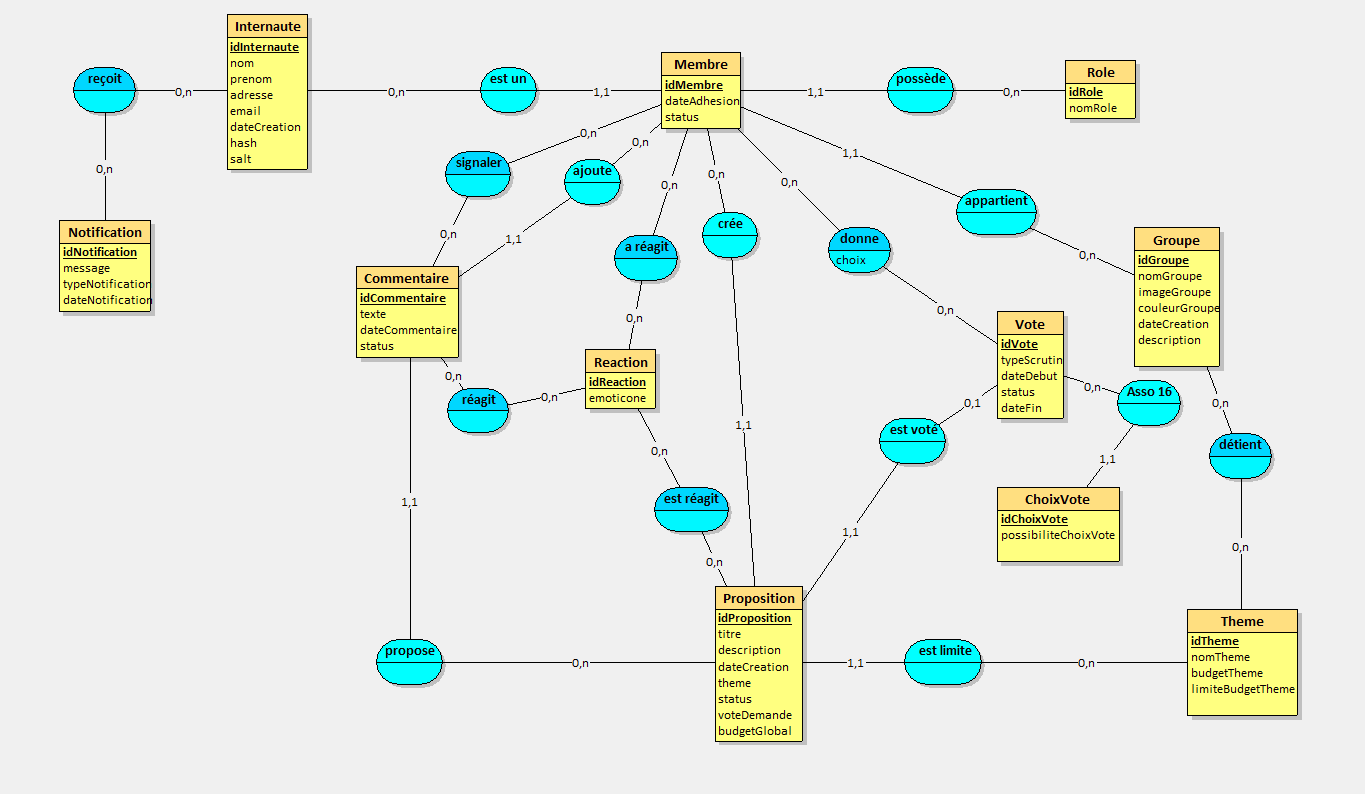 Internaute
idInternaute
nom
prenom
adresse
email
dateCreation
hash
salt
reçoit
0,n
0,n
Notification
idNotification
message
typeNotification
dateNotification
0,n
est un
1,1
Membre
idMembre
dateAdhesion
status
1,1
possède
0,n
Role
idRole
nomRole
0,n
signaler
0,n
0,n
ajoute
1,1
0,n
a réagit
0,n
0,n
crée
1,1
0,n
donne
choix
0,n
1,1
appartient
0,n
Groupe
idGroupe
nomGroupe
imageGroupe
couleurGroupe
dateCreation
description
Commentaire
idCommentaire
texte
dateCommentaire
status
0,n
réagit
0,n
Reaction
idReaction
emoticone
0,n
est réagit
0,n
Vote
idVote
typeScrutin
dateDebut
status
dateFin
0,1
est voté
1,1
0,n
Asso 16
1,1
ChoixVote
idChoixVote
possibiliteChoixVote
0,n
détient
0,n
1,1
propose
0,n
Proposition
idProposition
titre
description
dateCreation
theme
status
voteDemande
budgetGlobal
1,1
est limite
0,n
Theme
idTheme
nomTheme
budgetTheme
limiteBudgetTheme